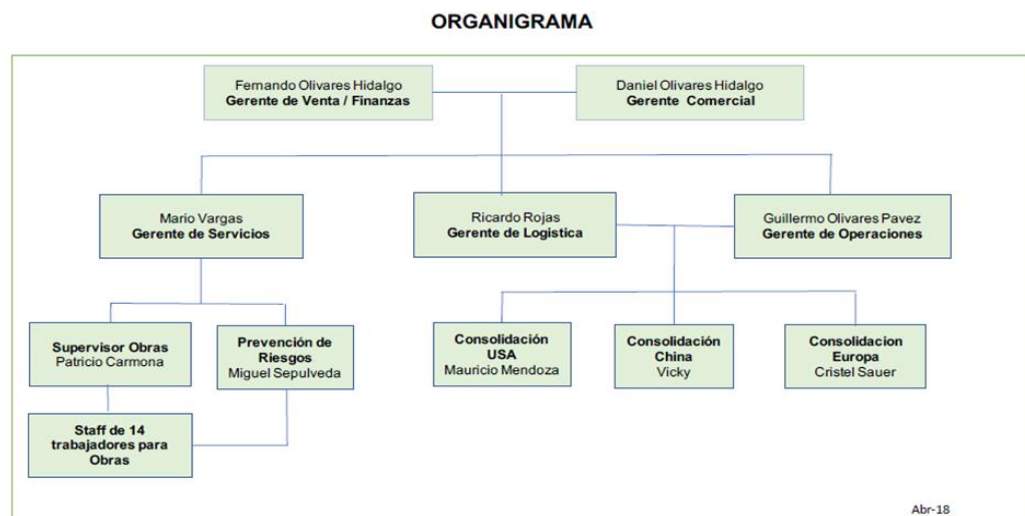 ORGANIGRAMA
Fernando Olivares Hidalgo
Gerente de Venta / Finanzas
Daniel Olivares Hidalgo
Gerente Comercial
Mario Vargas
Gerente de Servicios
Ricardo Rojas
Gerente de Logistica
Guillermo Olivares Pavez
Gerente de Operaciones
Supervisor Obras
Patricio Carmona
Prevención de
Riesgos
Miguel Sepulveda
Consolidación
USA
Mauricio Mendoza
Consolidación
China
Vicky
Consolidacion
Europa
Cristel Sauer
Staff de 14
trabajadores para
Obras
Abr-18